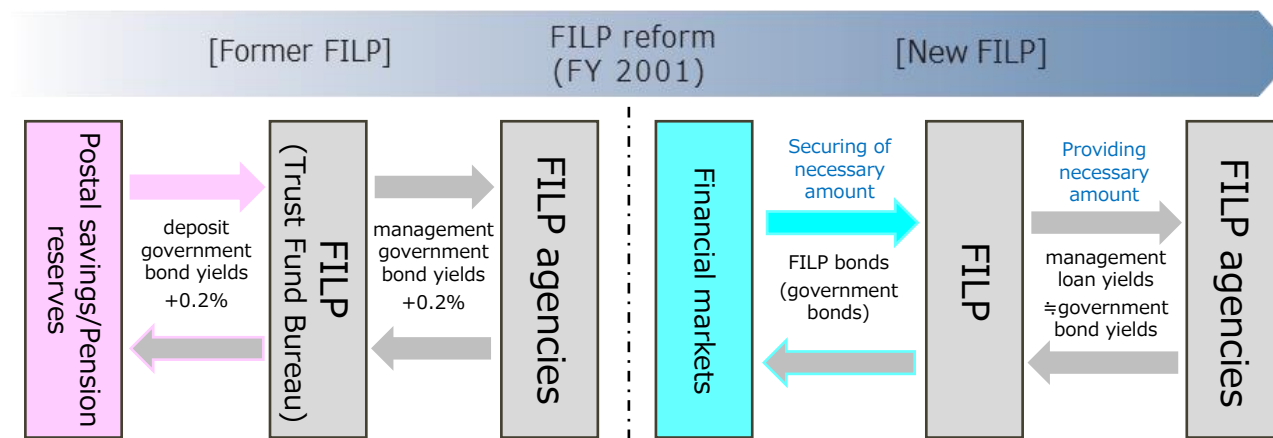 [Former FILP]
FILP reform
(FY 2001)
[New FILP]
Postal savings/Pension
reserves
deposit
government
bond yields
+0.2%
FILP
(Trust Fund Bureau)
management
government
bond yields
+0.2%
FILP agencies
Financial markets
Securing of
necessary
amount
FILP bonds
(government
bonds)
FILP
Providing
necessary
amount
management
loan yields
≒government
bond yields
FILP agencies